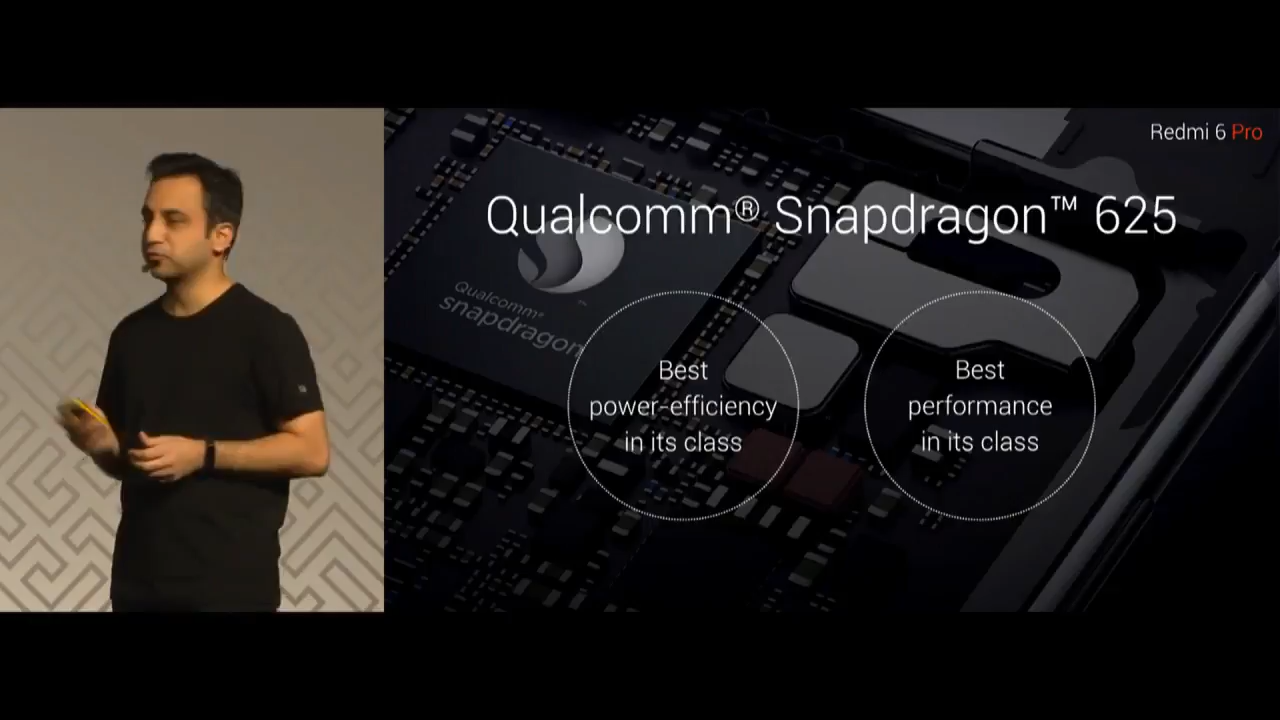 Redmi 6 Pro
Qualcomm® Snapdragon™ 625
Qualcomm®
snapdragon
Best
power-efficiency
in its class
Best
performance
in its class